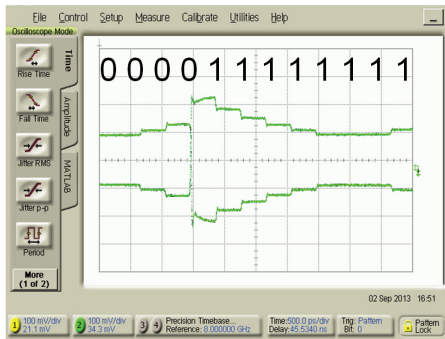 File Control Setup Measure Calibrate Utilities Help
Oscilloscope Mode
Time
Amplitude
MATLAB
Rise Time
Fall Time
Jitter RMS
Jitter p-p
Period
More
(1 of 2)
0 0 0 0 1 1 1 1 1 1 1 1 1
02 Sep 2013 16:51
1 100 mV/div
21.1 mV
2 100 mV/div
34.3 mV
3 4 Precision Timebase...
Reference: 8.000000 GHz
Time:500.0 ps/div
Delay:45.5340 ns
Trig: Pattern
Bit: 0
Pattern
Lock